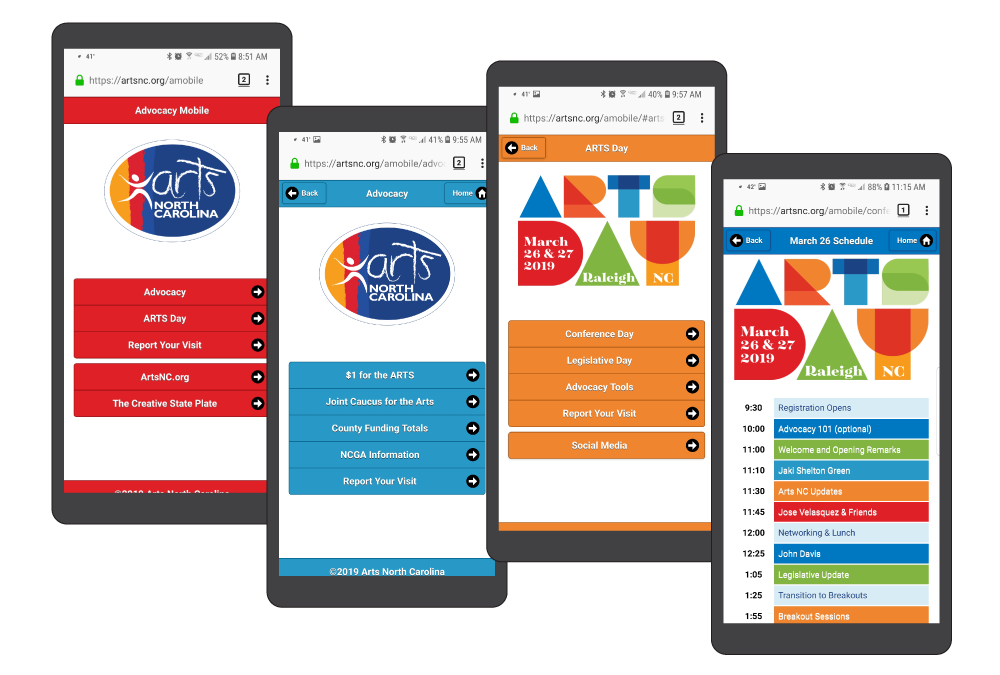 41°
52% 8:51 AM
https://artsnc.org/amobile
2
Advocacy Mobile
arts
NORTH
CAROLINA
Advocacy
ARTS Day
Report Your Visit
ArtsNC.org
The Creative State Plate
©2019 Arts North Carolina
41°
41% 9:55 AM
https://artsnc.org/amobile/advoc
2
Back
Advocacy
Home
arts
NORTH
CAROLINA
$1 for the ARTS
Joint Caucus for the Arts
County Funding Totals
NCGA Information
Report Your Visit
©2019 Arts North Carolina
41°
40% 9:57 AM
https://artsnc.org/amobile/#arts
2
Back
ARTS Day
ARTS
March
26 & 27
2019
DAY
Raleigh
NC
Conference Day
Legislative Day
Advocacy Tools
Report Your Visit
Social Media
42°
88% 11:15 AM
https://artsnc.org/amobile/confe
1
Back
March 26 Schedule
Home
ARTS
March
26 & 27
2019
DAY
Raleigh
NC
9:30 Registration Opens
10:00 Advocacy 101 (optional)
11:00 Welcome and Opening Remarks
11:10 Jaki Shelton Green
11:30 Arts NC Updates
11:45 Jose Velasquez & Friends
12:00 Networking & Lunch
12:25 John Davis
1:05 Legislative Update
1:25 Transition to Breakouts
1:55 Breakout Sessions